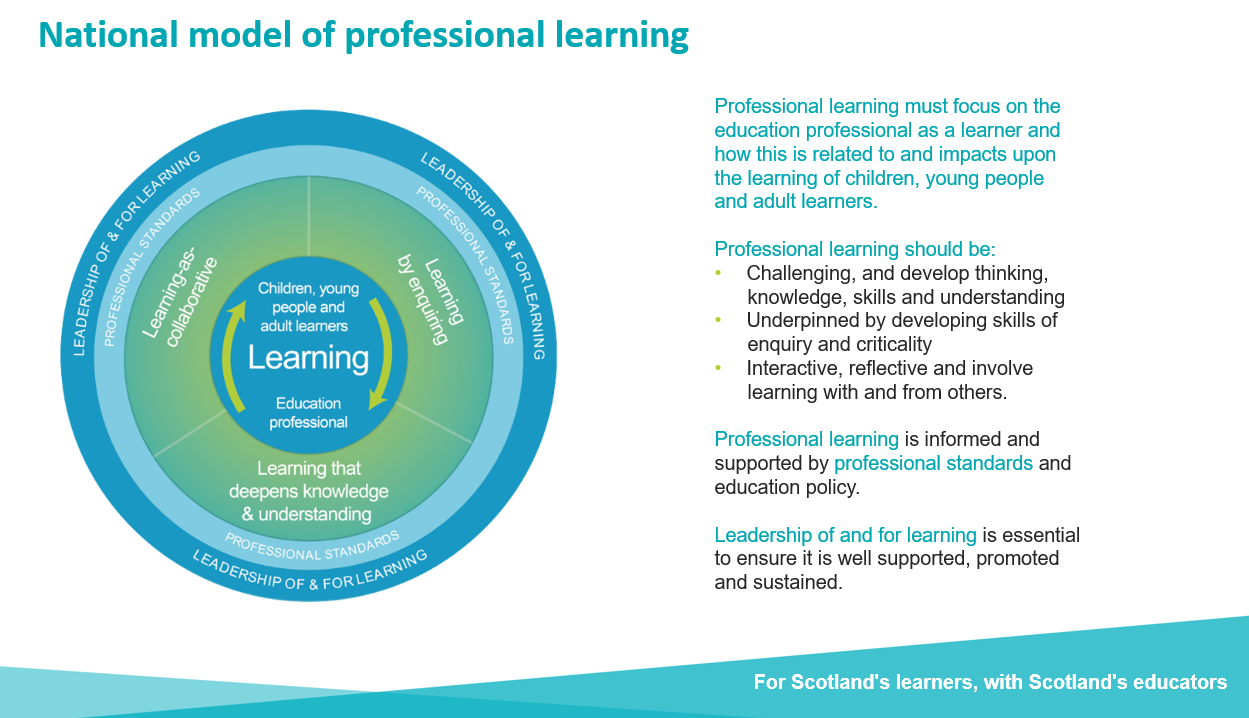 National model of professional learning
LEADERSHIP OF & FOR LEARNING
LEADERSHIP OF & FOR LEARNING
PROFESSIONAL STANDARDS
PROFESSIONAL STANDARDS
Learning-as-
collaborative
Learning
by enquiring
Children, young
people and
adult learners
Learning
Education
professional
Learning that
deepens knowledge
& understanding
PROFESSIONAL STANDARDS
LEADERSHIP OF & FOR LEARNING
Professional learning must focus on the
education professional as a learner and
how this is related to and impacts upon
the learning of children, young people
and adult learners.
Professional learning should be:
• Challenging, and develop thinking,
knowledge, skills and understanding
• Underpinned by developing skills of
enquiry and criticality
• Interactive, reflective and involve
learning with and from others.
Professional learning is informed and
supported by professional standards and
education policy.
Leadership of and for learning is essential
to ensure it is well supported, promoted
and sustained.
For Scotland's learners, with Scotland's educators